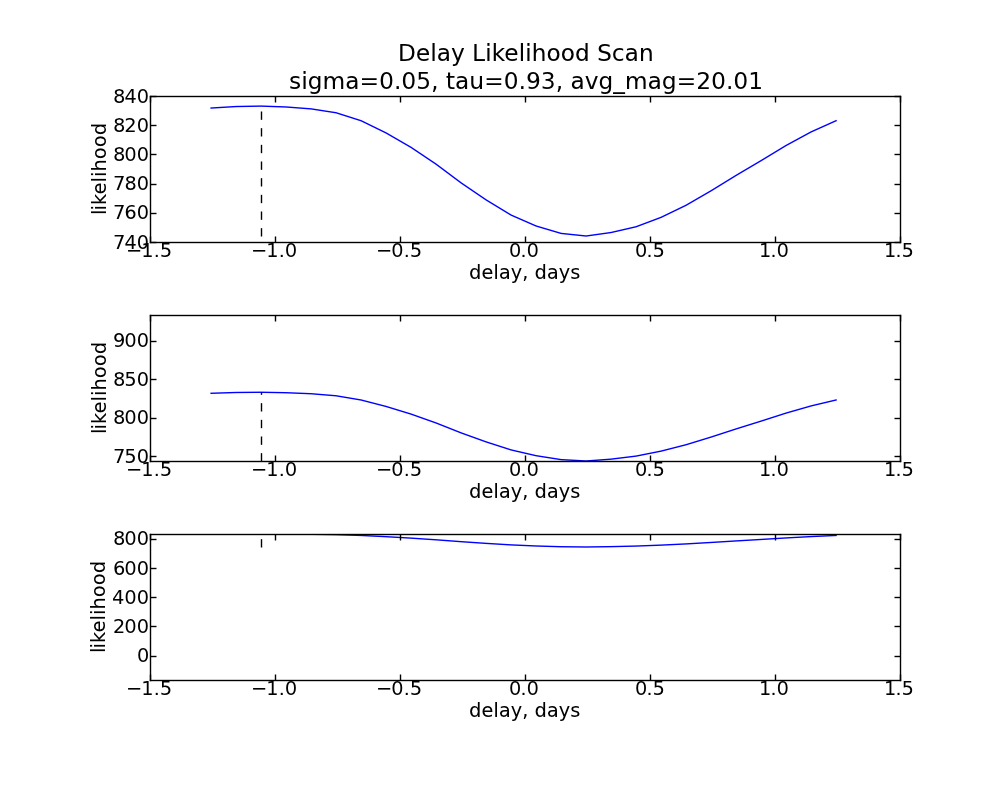 Delay Likelihood Scan
sigma=0.05, tau=0.93, avg_mag=20.01
840
820
800
780
760
740
likelihood
−1.5 −1.0 −0.5 0.0 0.5 1.0 1.5
delay, days
900
850
800
750
likelihood
−1.5 −1.0 −0.5 0.0 0.5 1.0 1.5
delay, days
800
600
400
200
0
likelihood
−1.5 −1.0 −0.5 0.0 0.5 1.0 1.5
delay, days